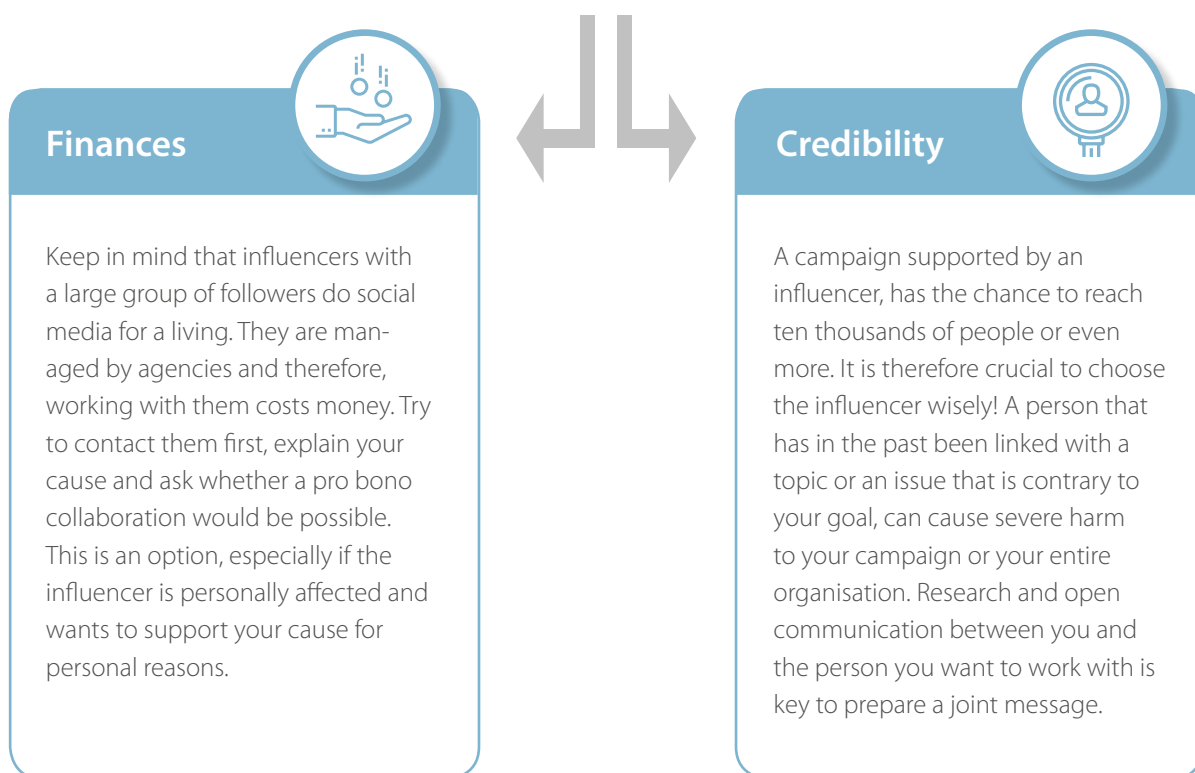 Finances
Keep in mind that influencers with
a large group of followers do social
media for a living. They are man-
aged by agencies and therefore,
working with them costs money. Try
to contact them first, explain your
cause and ask whether a pro bono
collaboration would be possible.
This is an option, especially if the
influencer is personally affected and
wants to support your cause for
personal reasons.
Credibility
A campaign supported by an
influencer, has the chance to reach
ten thousands of people or even
more. It is therefore crucial to choose
the influencer wisely! A person that
has in the past been linked with a
topic or an issue that is contrary to
your goal, can cause severe harm
to your campaign or your entire
organisation. Research and open
communication between you and
the person you want to work with is
key to prepare a joint message.